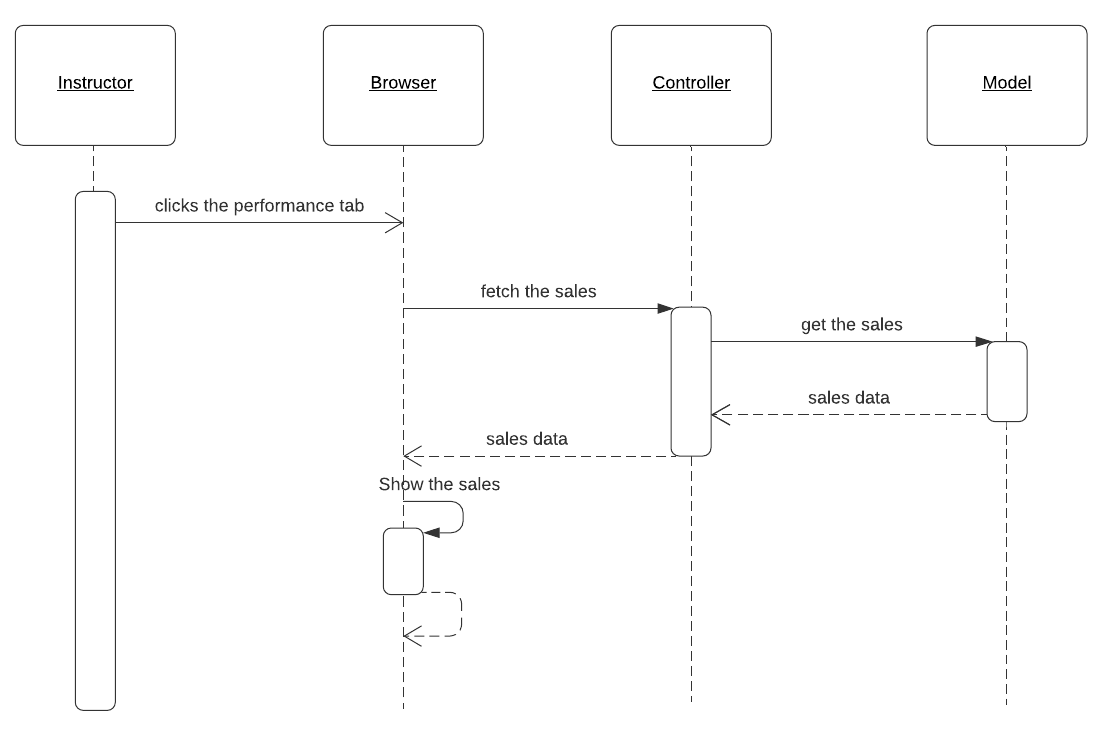 Instructor
Browser
Controller
Model
clicks the performance tab
fetch the sales
get the sales
sales data
sales data
Show the sales